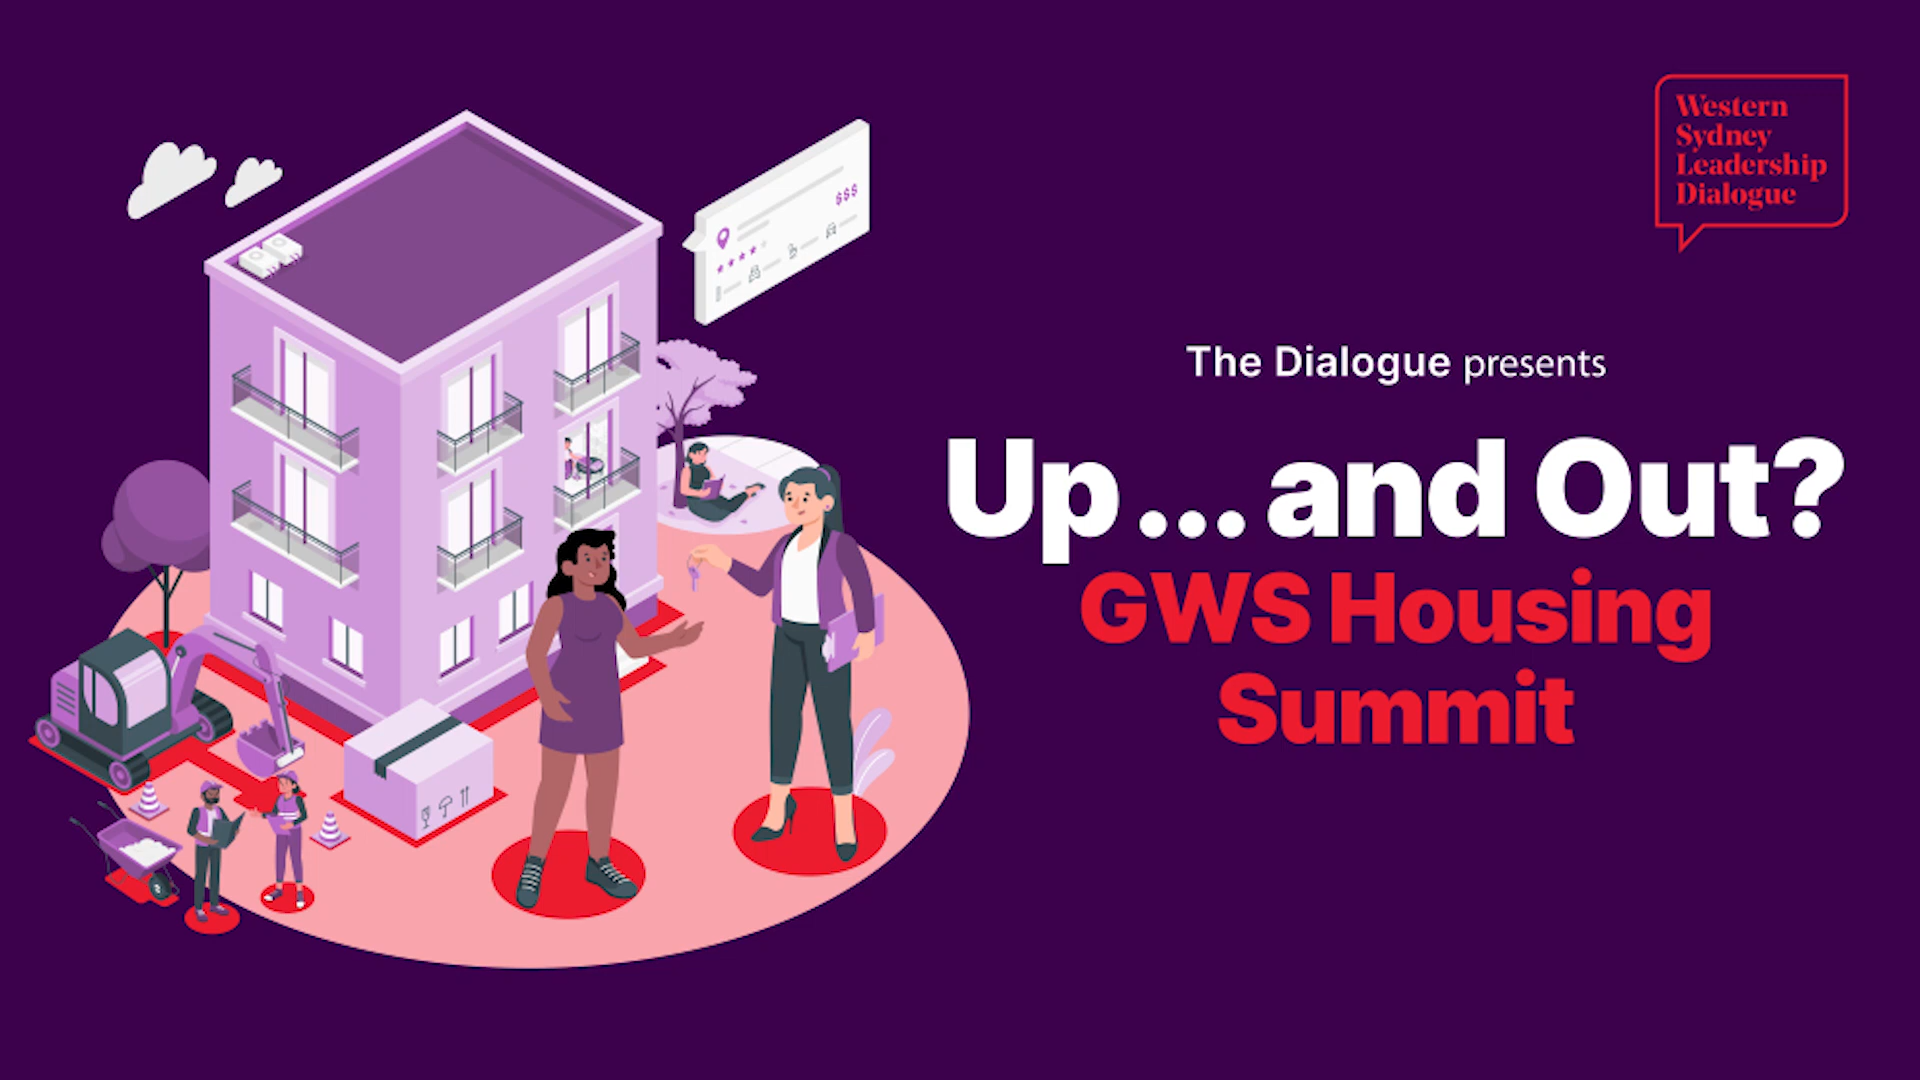 Western
Sydney
Leadership
Dialogue
$$$
The Dialogue presents
Up... and Out?
GWS Housing
Summit